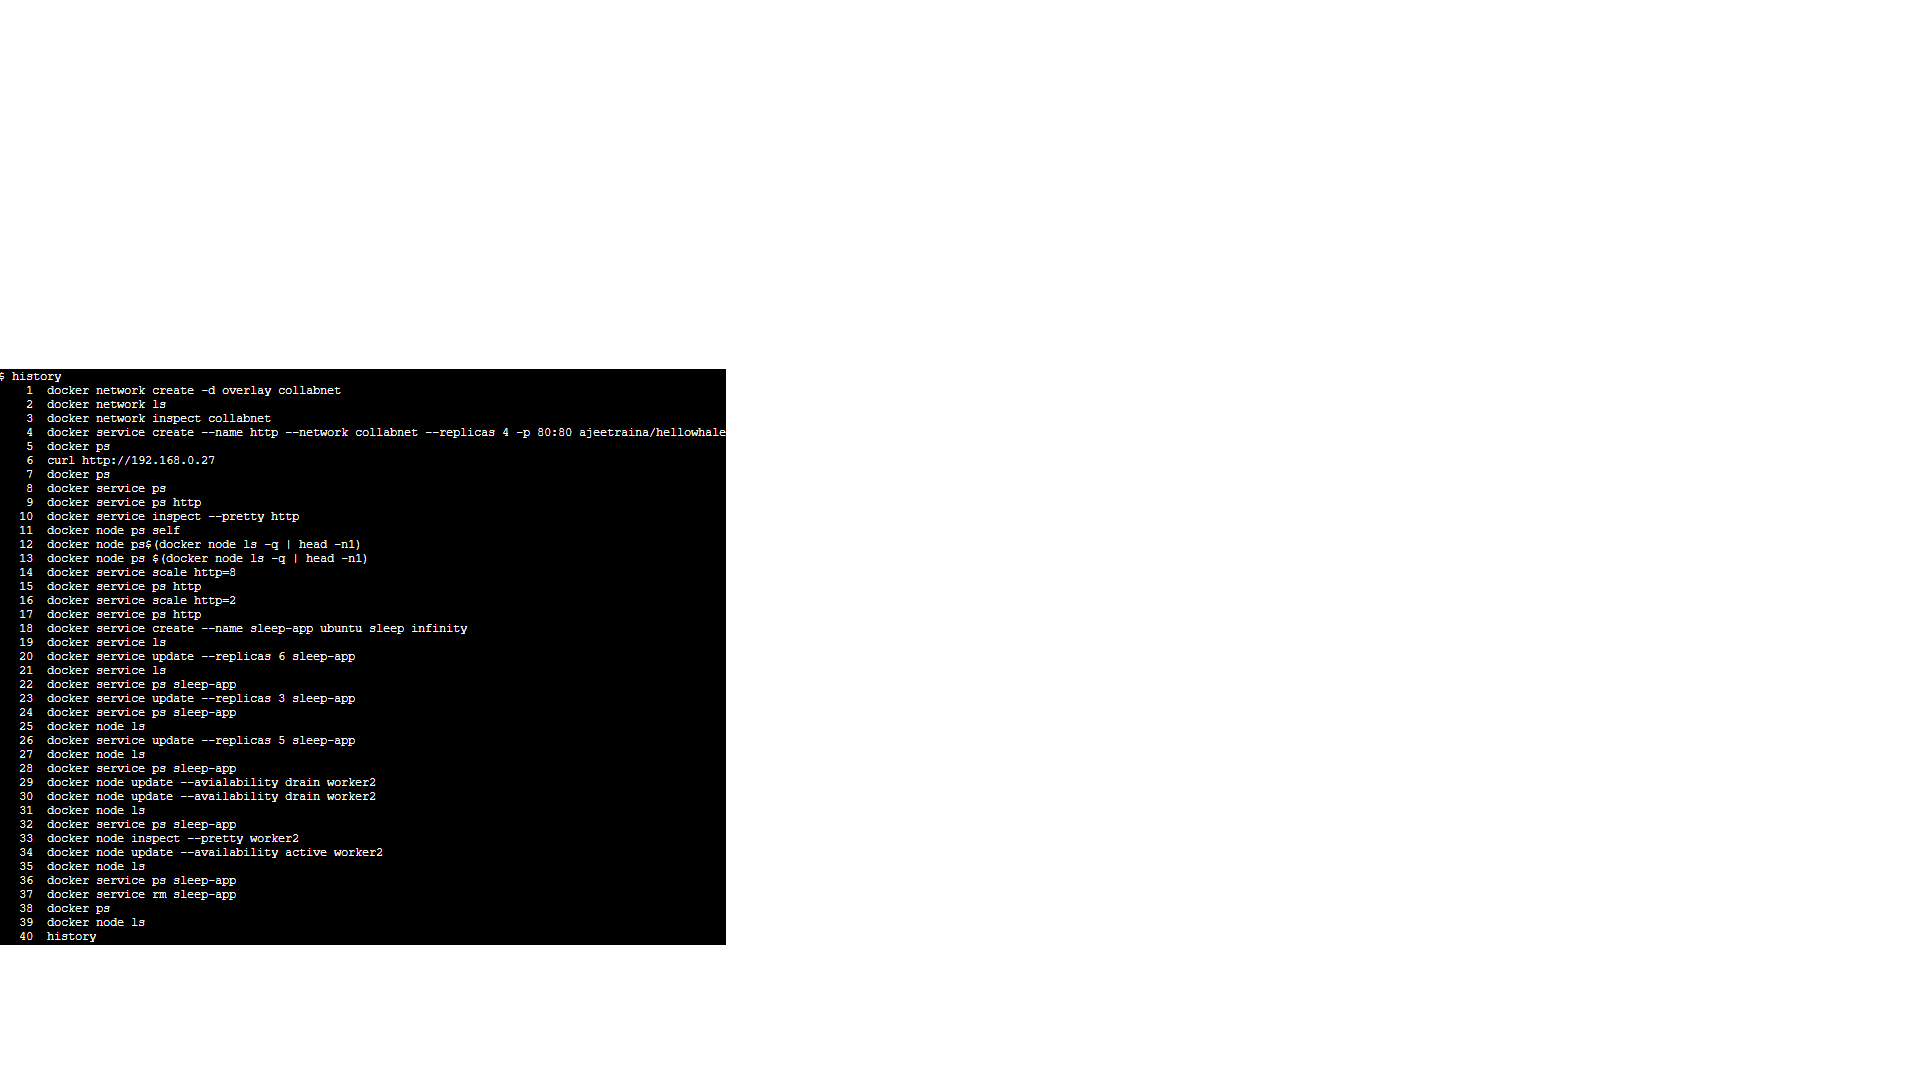 $ history
1 docker network create -d overlay collabnet
2 docker network ls
3 docker network inspect collabnet
4 docker service create --name http --network collabnet --replicas 4 -p 80:80 ajeetraina/hellowhale
5 docker ps
6 curl http://192.168.0.27
7 docker ps
8 docker service ps
9 docker service ps http
10 docker service inspect --pretty http
11 docker node ps self
12 docker node ps$(docker node ls -q | head -n1)
13 docker node ps $(docker node ls -q | head -n1)
14 docker service scale http=8
15 docker service ps http
16 docker service scale http=2
17 docker service ps http
18 docker service create --name sleep-app ubuntu sleep infinity
19 docker service ls
20 docker service update --replicas 6 sleep-app
21 docker service ls
22 docker service ps sleep-app
23 docker service update --replicas 3 sleep-app
24 docker service ps sleep-app
25 docker node ls
26 docker service update --replicas 5 sleep-app
27 docker node ls
28 docker service ps sleep-app
29 docker node update --avialability drain worker2
30 docker node update --availability drain worker2
31 docker node ls
32 docker service ps sleep-app
33 docker node inspect --pretty worker2
34 docker node update --availability active worker2
35 docker node ls
36 docker service ps sleep-app
37 docker service rm sleep-app
38 docker ps
39 docker node ls
40 history